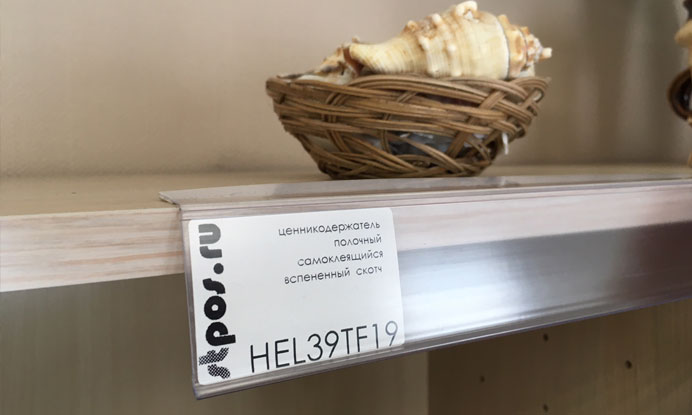 stpos.ru
ценникодержатель
полочный
самоклеящийся
вспененный скотч
HEL39TF19